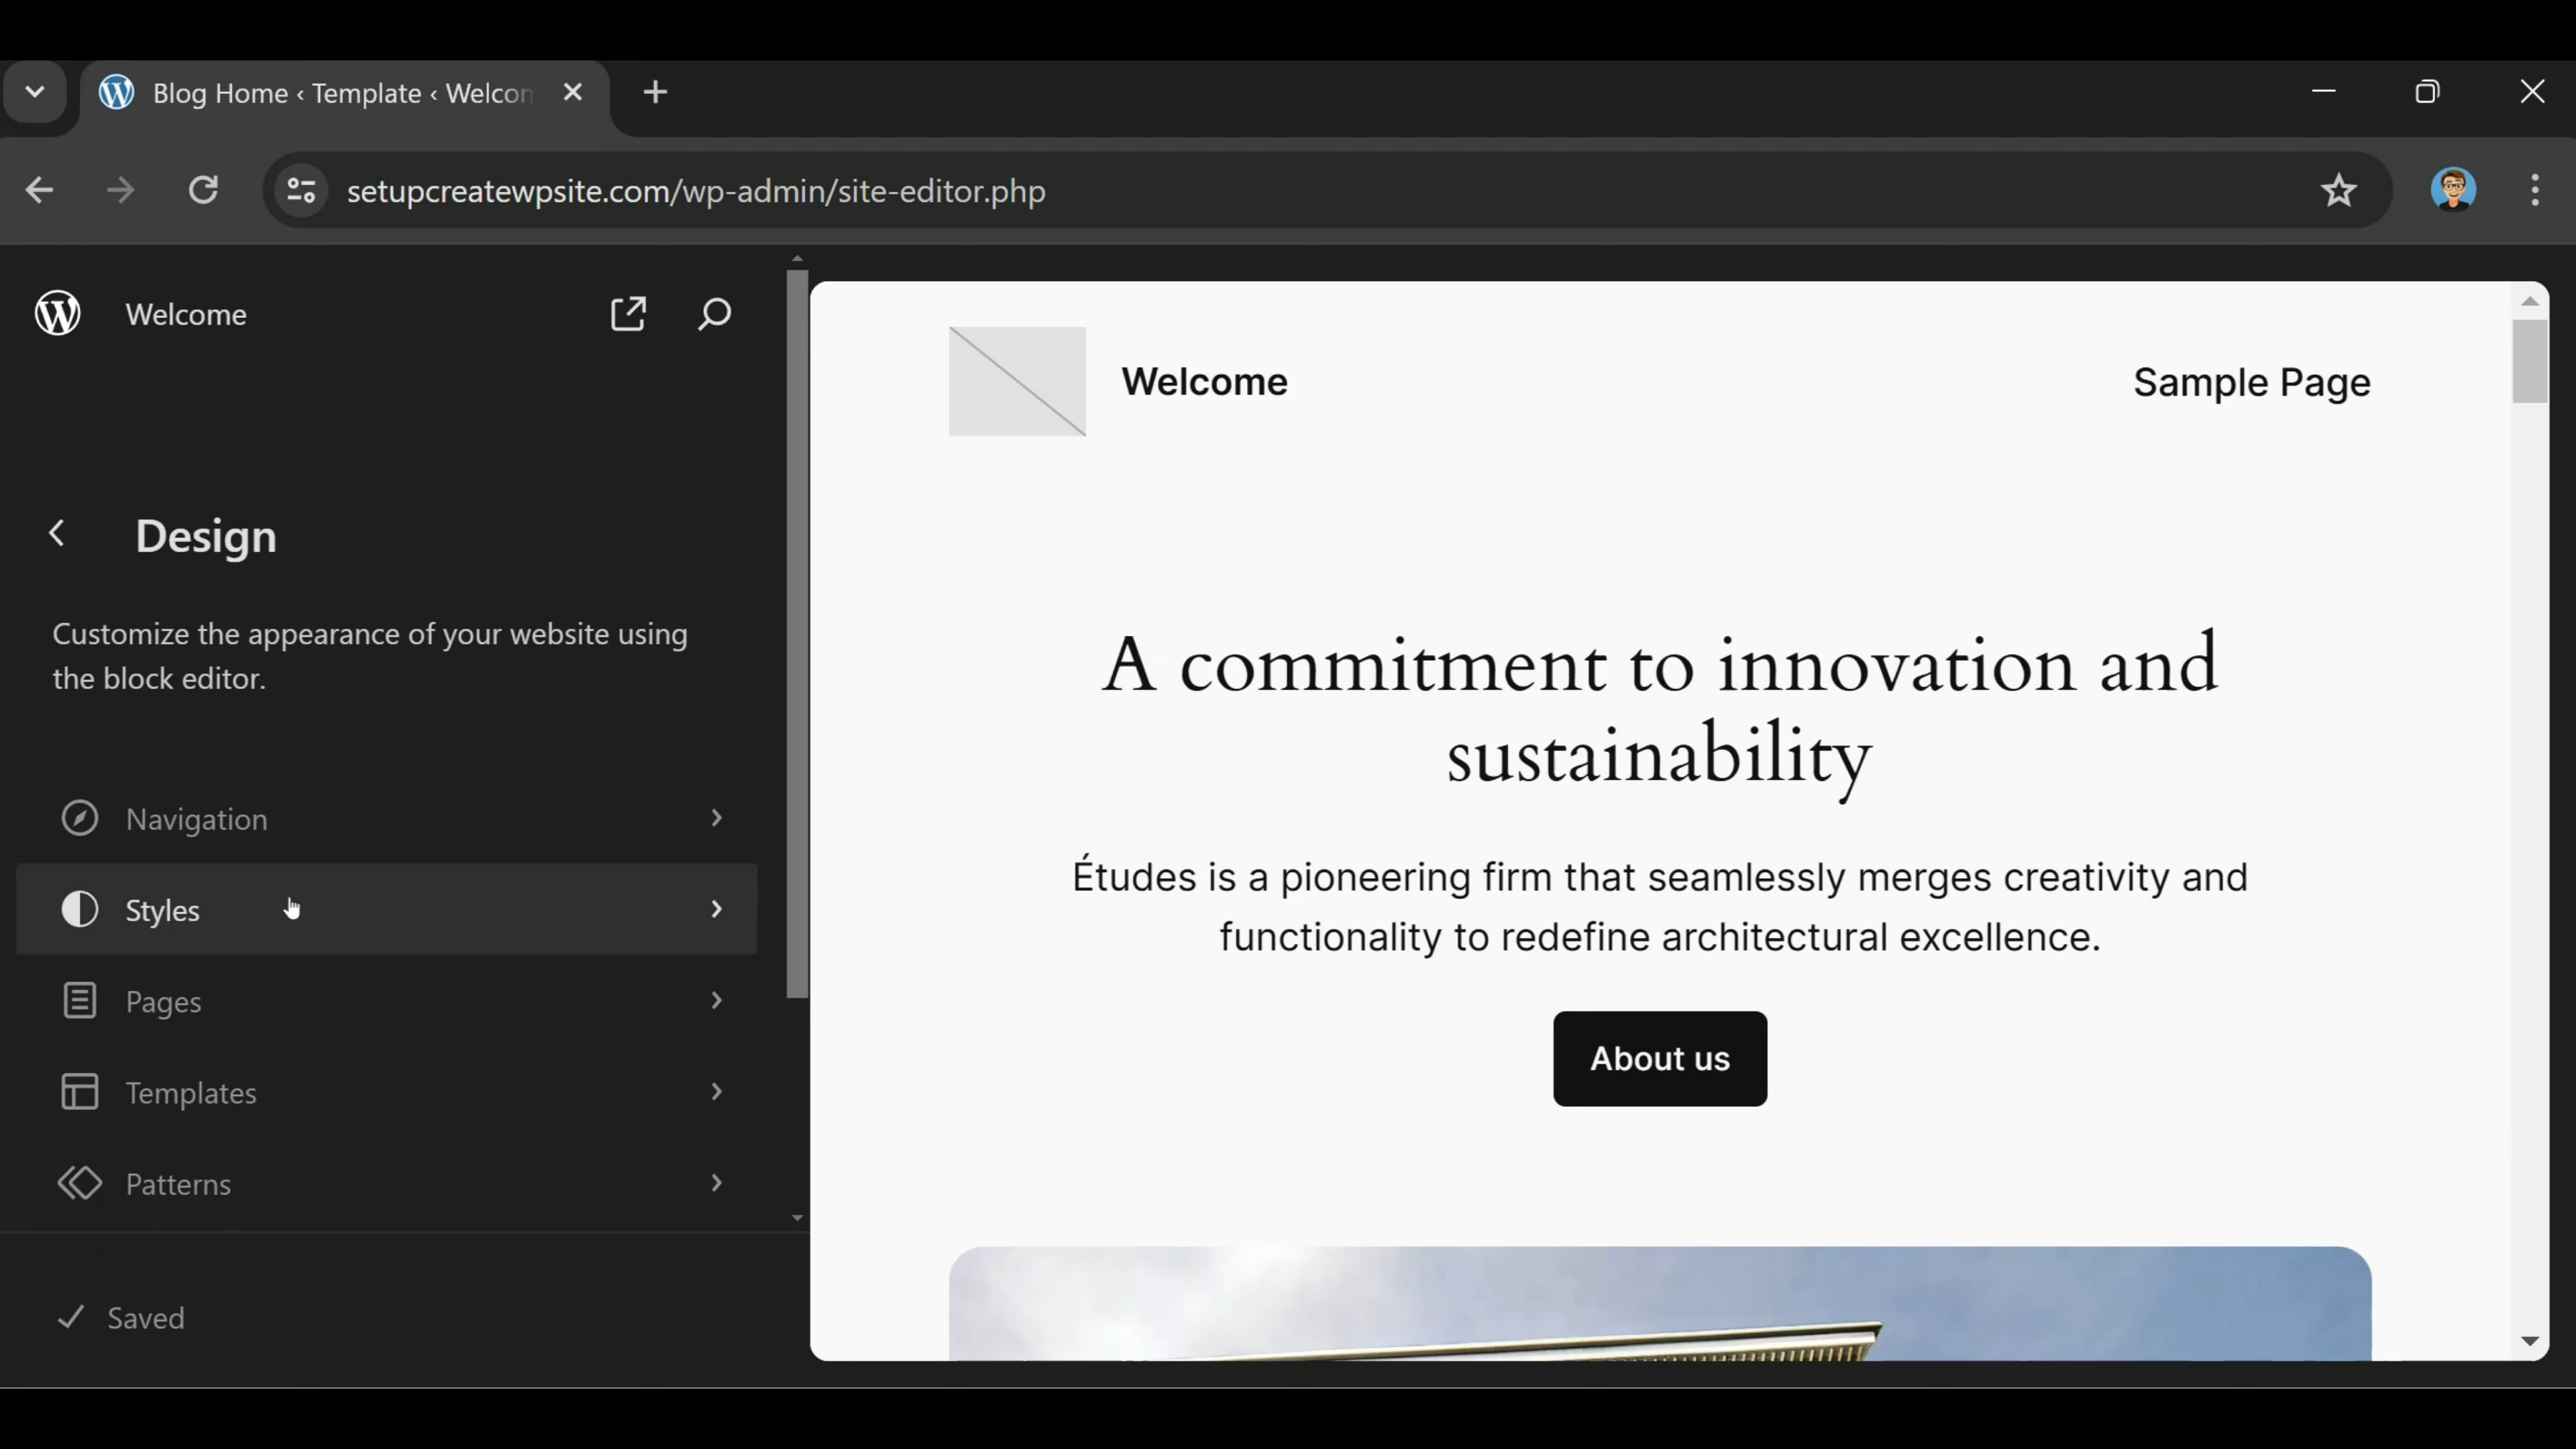 Blog Home ‹ Template ‹ Welcon
setupcreatewpsite.com/wp-admin/site-editor.php
Welcome
Design
Customize the appearance of your website using
the block editor.
Navigation
Styles
Pages
Templates
Patterns
Saved
Welcome
Sample Page
A commitment to innovation and
sustainability
Études is a pioneering firm that seamlessly merges creativity and
functionality to redefine architectural excellence.
About us